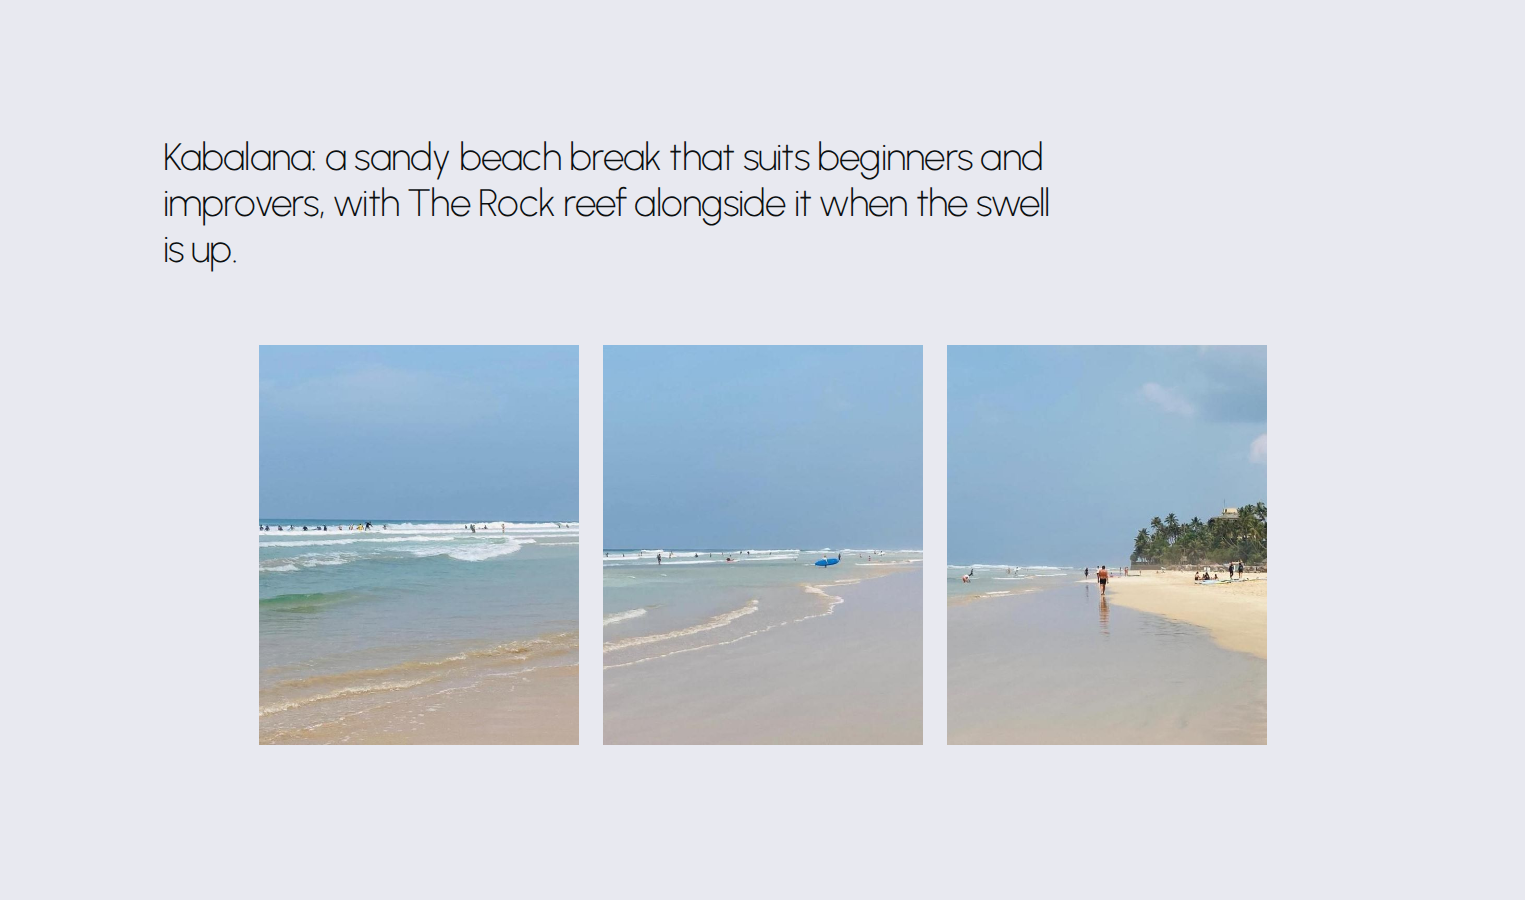 Kabalana: a sandy beach break that suits beginners and
improvers, with The Rock reef alongside it when the swell
is up.